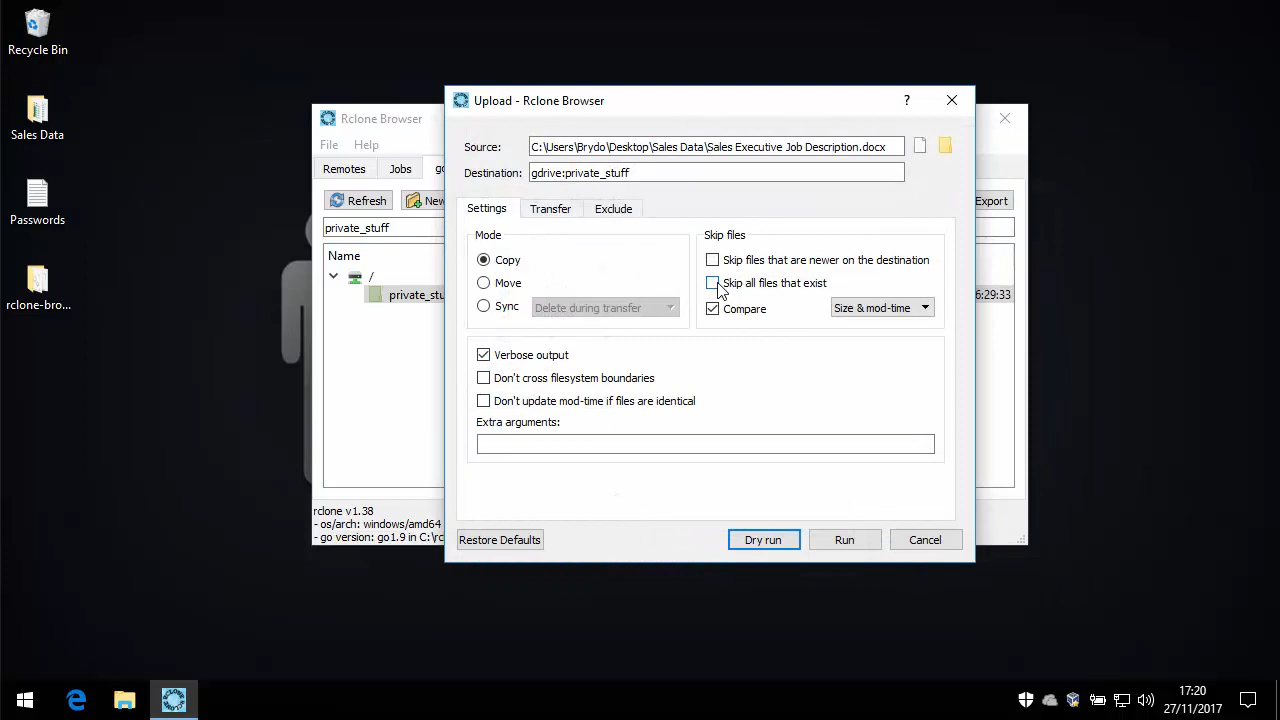 Recycle Bin
Sales Data
Passwords
rclone-bro...
Rclone Browser
File Help
Remotes Jobs
Refresh New
Export
private_stuff
Name
/
6:29:33
rclone v1.38
- os/arch: windows/amd64
- go version: go1.9 in C:\rc
Upload - Rclone Browser ?
Source: C:\Users\Brydo\Desktop\Sales Data\Sales Executive Job Description.docx
Destination: gdrive:private_stuff
Settings Transfer Exclude
Mode
Copy
Move
Sync Delete during transfer
Skip files
Skip files that are newer on the destination
Skip all files that exist
Compare Size & mod-time
Verbose output
Don't cross filesystem boundaries
Don't update mod-time if files are identical
Extra arguments:
Restore Defaults Dry run Run Cancel
17:20
27/11/2017